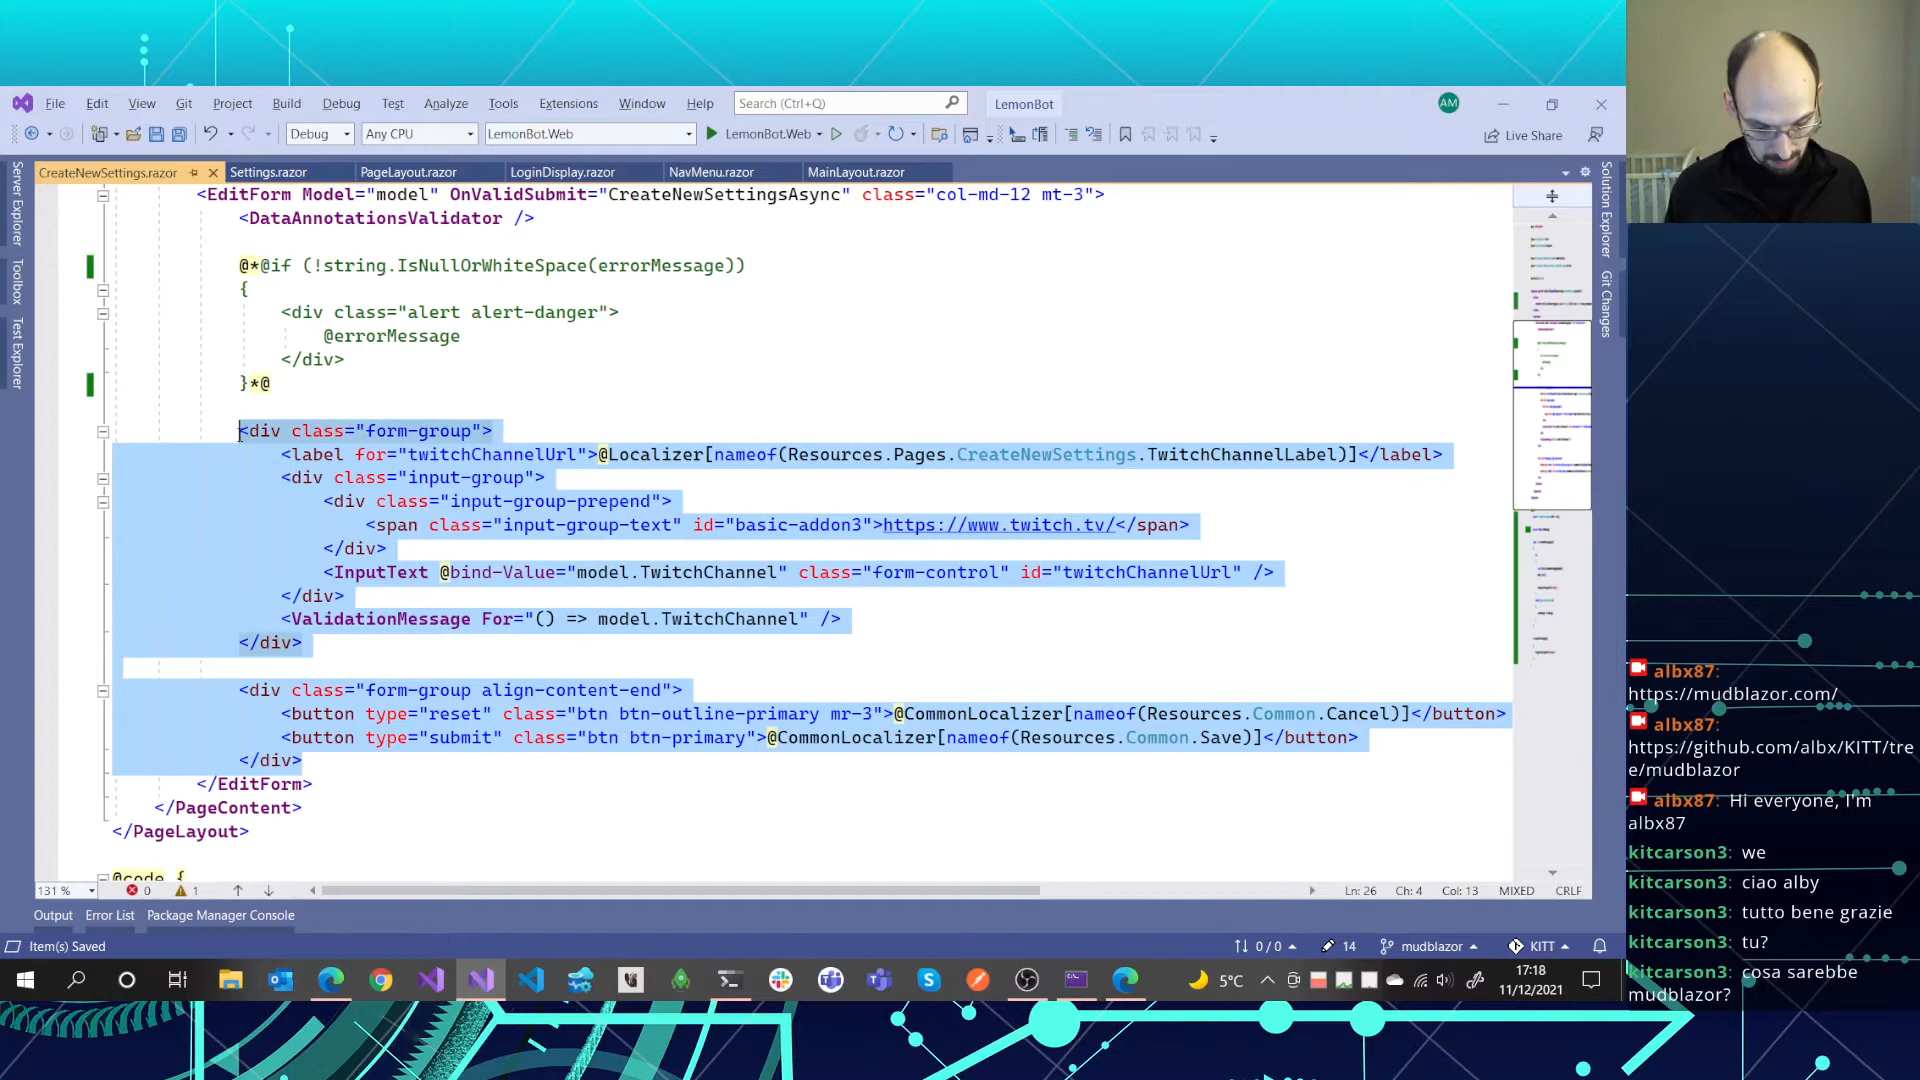 File Edit View Git Project Build Debug Test Analyze Tools Extensions Window Help Search (Ctrl+Q) LemonBot AM
Debug Any CPU LemonBot.Web LemonBot.Web Live Share
CreateNewSettings.razor Settings.razor PageLayout.razor LoginDisplay.razor NavMenu.razor MainLayout.razor
Server Explorer
Toolbox
Test Explorer
Solution Explorer
Git Changes
<EditForm Model="model" OnValidSubmit="CreateNewSettingsAsync" class="col-md-12 mt-3">
<DataAnnotationsValidator />
@*@if (!string.IsNullOrWhiteSpace(errorMessage))
{
<div class="alert alert-danger">
@errorMessage
</div>
}*@
<div class="form-group">
<label for="twitchChannelUrl">@Localizer[nameof(Resources.Pages.CreateNewSettings.TwitchChannelLabel)]</label>
<div class="input-group">
<div class="input-group-prepend">
<span class="input-group-text" id="basic-addon3">https://www.twitch.tv/</span>
</div>
<InputText @bind-Value="model.TwitchChannel" class="form-control" id="twitchChannelUrl" />
</div>
<ValidationMessage For="() => model.TwitchChannel" />
</div>
<div class="form-group align-content-end">
<button type="reset" class="btn btn-outline-primary mr-3">@CommonLocalizer[nameof(Resources.Common.Cancel)]</button>
<button type="submit" class="btn btn-primary">@CommonLocalizer[nameof(Resources.Common.Save)]</button>
</div>
</EditForm>
</PageContent>
</PageLayout>
@code {
131 % 0 1 Ln: 26 Ch: 4 Col: 13 MIXED CRLF
Output Error List Package Manager Console
Item(s) Saved 0 / 0 14 mudblazor KITT
5°C 17:18
11/12/2021
albx87:
https://mudblazor.com/
albx87:
https://github.com/albx/KITT/tre
e/mudblazor
albx87: Hi everyone, I'm
albx87
kitcarson3: we
kitcarson3: ciao alby
kitcarson3: tutto bene grazie
kitcarson3: tu?
kitcarson3: cosa sarebbe
mudblazor?